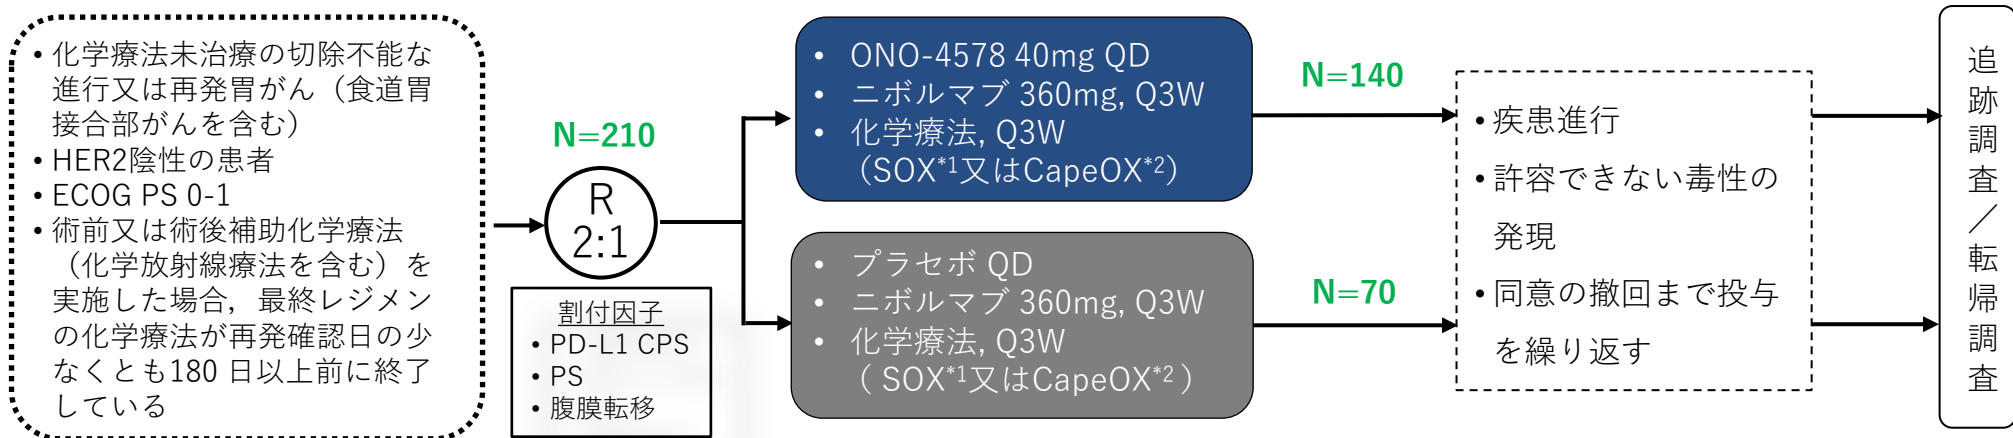 • 化学療法未治療の切除不能な
進行又は再発胃がん（食道胃
接合部がんを含む）
• HER2陰性の患者
• ECOG PS 0-1
• 術前又は術後補助化学療法
（化学放射線療法を含む）を
実施した場合，最終レジメン
の化学療法が再発確認日の少
なくとも180 日以上前に終了
している
N=210
R
2:1
割付因子
• PD-L1 CPS
• PS
• 腹膜転移
• ONO-4578 40mg QD
• ニボルマブ 360mg, Q3W
• 化学療法, Q3W
（SOX*1又はCapeOX*2）
• プラセボ QD
• ニボルマブ 360mg, Q3W
• 化学療法, Q3W
（ SOX*1又はCapeOX*2 ）
N=140
N=70
• 疾患進行
• 許容できない毒性の
発現
• 同意の撤回まで投与
を繰り返す
追跡調査／転帰調査